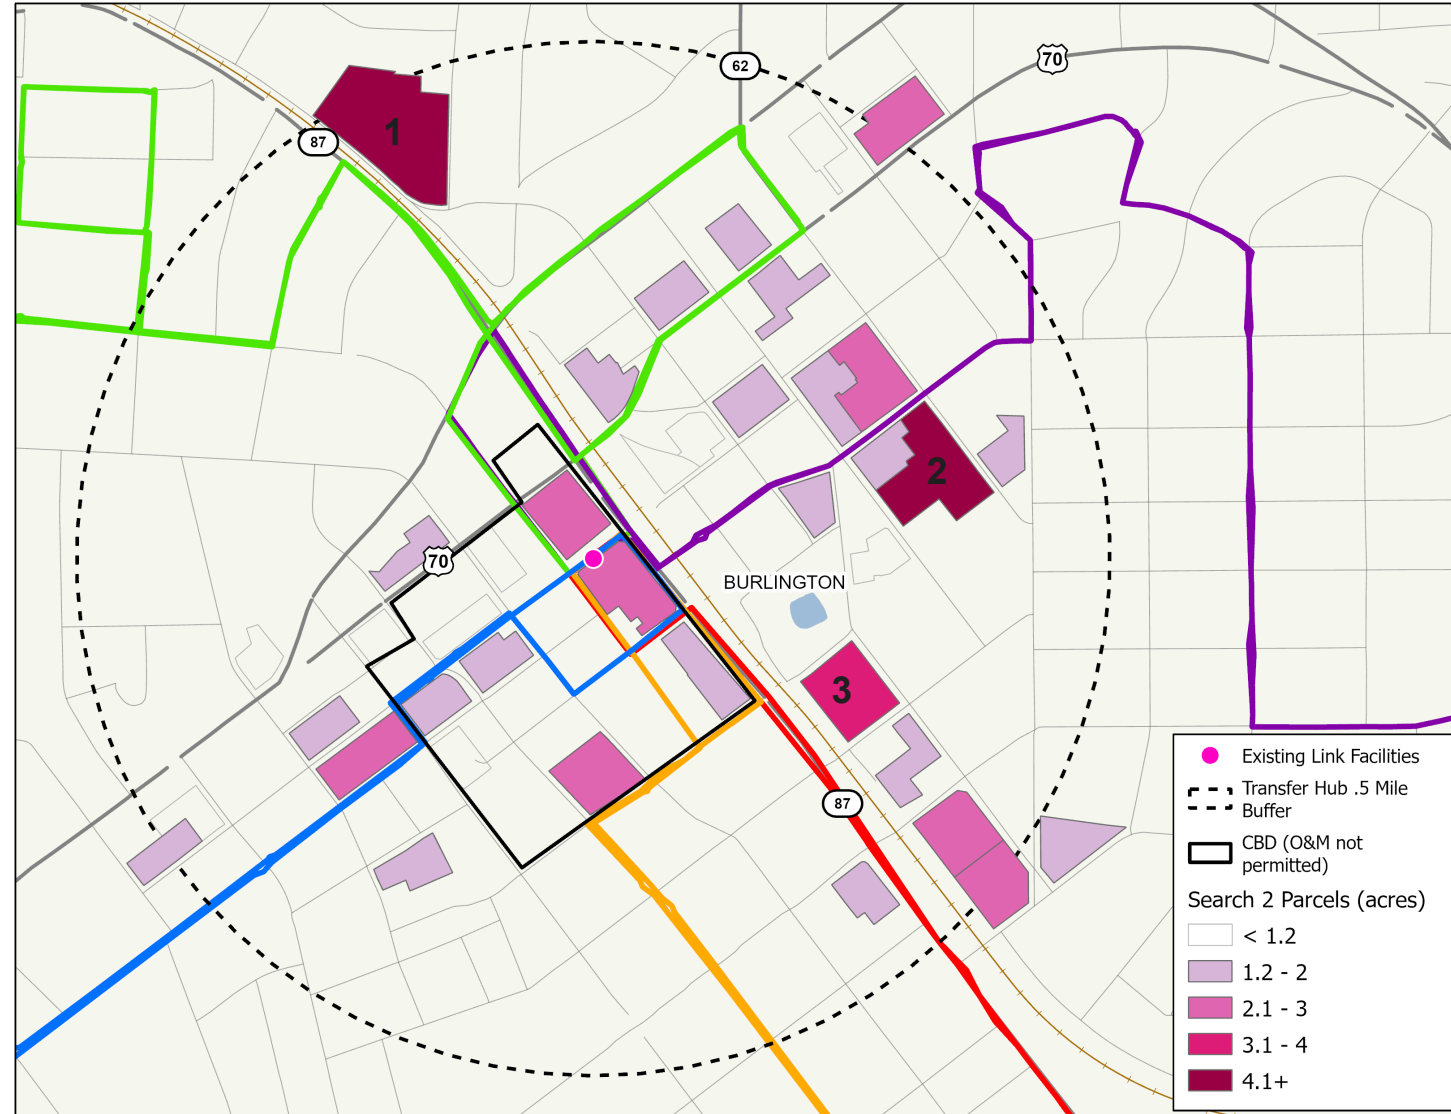 62
70
1
87
2
70
BURLINGTON
3
87
Existing Link Facilities
Transfer Hub .5 Mile
Buffer
CBD (O&M not
permitted)
Search 2 Parcels (acres)
< 1.2
1.2 - 2
2.1 - 3
3.1 - 4
4.1+